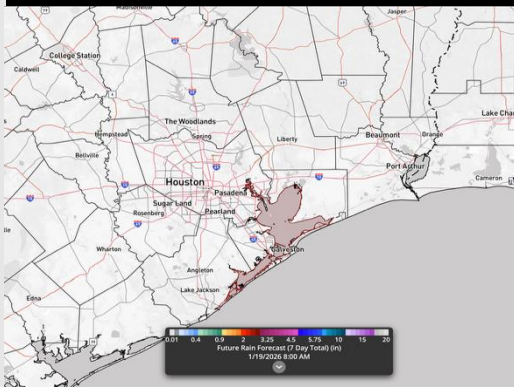 Madisonville
Jasper
College Station
Caldwell
The Woodlands
Hempstead
Spring
Liberty
Beaumont
Orange
Lake Cha
Bellville
Port Arthur
Cameron
Houston
Pasadena
Sugar Land
Rosenberg
Pearland
Wharton
Galveston
Angleton
Edna
Lake Jackson
0.01 0.4 0.9 2 3.25 4.5 5.75 10 15 20
Future Rain Forecast (7 Day Total) (in)
1/19/2026 8:00 AM